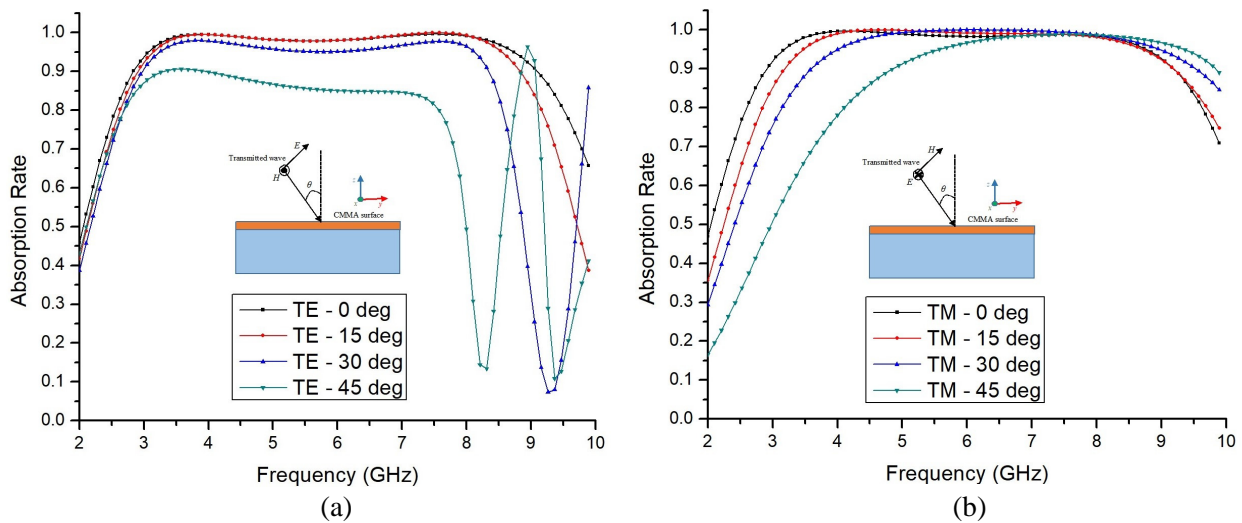 1.0
0.9
0.8
0.7
0.6
0.5
0.4
0.3
0.2
0.1
0.0
Absorption Rate
E
Transmitted wave
H
θ
z
x
y
CMMA surface
TE - 0 deg
TE - 15 deg
TE - 30 deg
TE - 45 deg
2 3 4 5 6 7 8 9 10
Frequency (GHz)
(a)
1.0
0.9
0.8
0.7
0.6
0.5
0.4
0.3
0.2
0.1
0.0
Absorption Rate
H
Transmitted wave
E
θ
z
x
y
CMMA surface
TM - 0 deg
TM - 15 deg
TM - 30 deg
TM - 45 deg
2 3 4 5 6 7 8 9 10
Frequency (GHz)
(b)